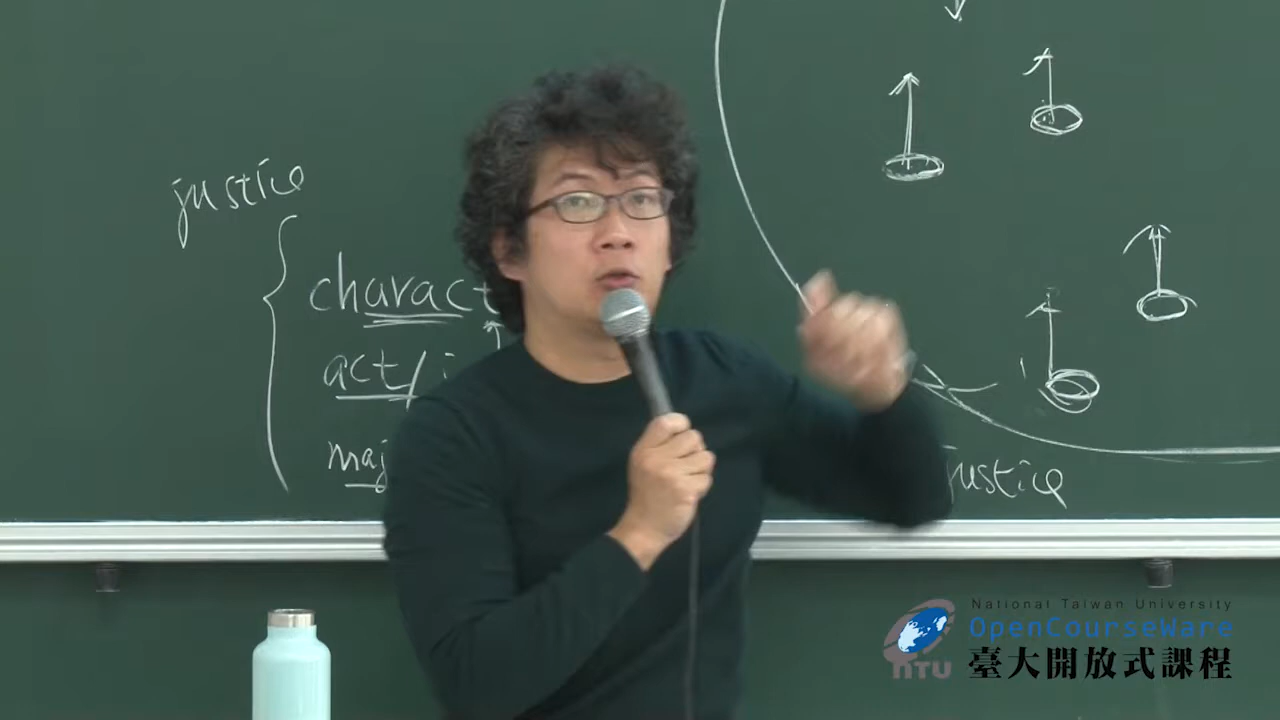 justice
charact
act/
maj
justice
National Taiwan University
OpenCourseWare
臺大開放式課程
NTU